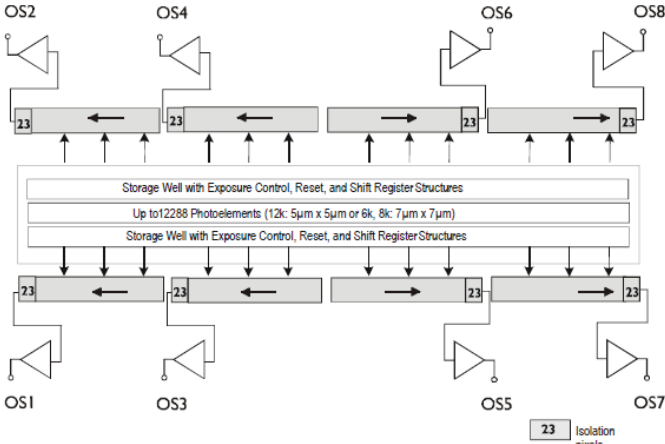 OS2
OS4
OS6
OS8
23
23
23
23
Storage Well with Exposure Control, Reset, and Shift Register Structures
Up to12288 Photoelements (12k: 5μm x 5μm or 6k, 8k: 7μm x 7μm)
Storage Well with Exposure Control, Reset, and Shift RegisterStructures
23
23
23
23
OS1
OS3
OS5
OS7
23 Isolation